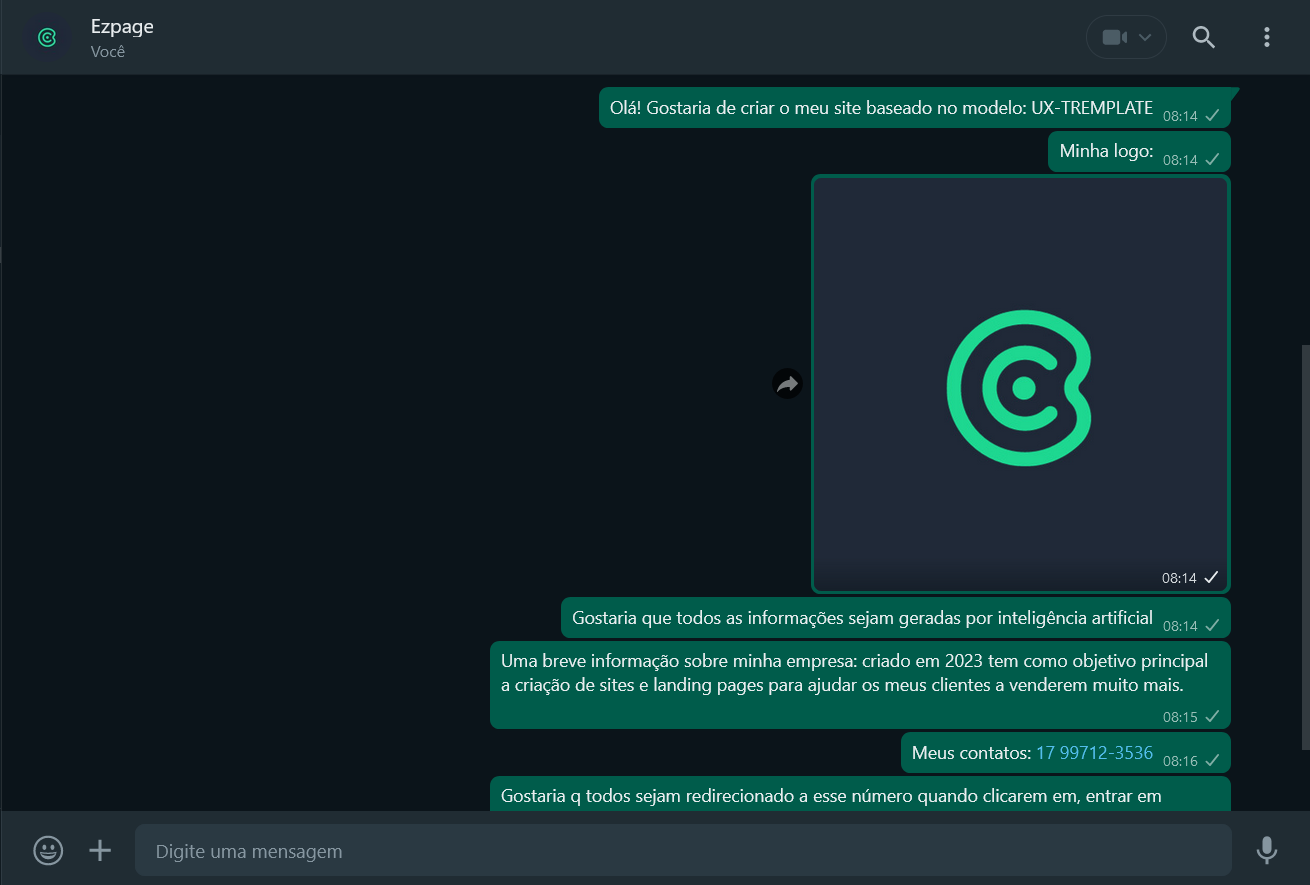 Ezpage
Você
Olá! Gostaria de criar o meu site baseado no modelo: UX-TREMPLATE
08:14
Minha logo:
08:14
08:14
Gostaria que todos as informações sejam geradas por inteligência artificial
08:14
Uma breve informação sobre minha empresa: criado em 2023 tem como objetivo principal
a criação de sites e landing pages para ajudar os meus clientes a venderem muito mais.
08:15
Meus contatos: 17 99712-3536
08:16
Gostaria q todos sejam redirecionado a esse número quando clicarem em, entrar em
Digite uma mensagem